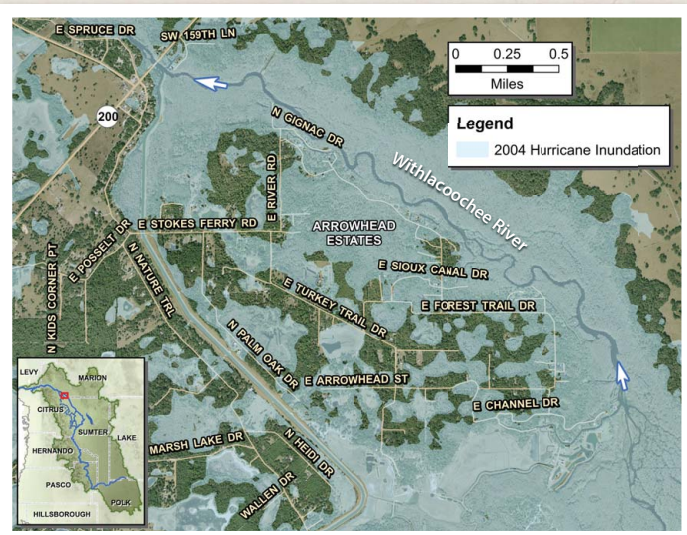 E SPRUCE DR
SW 159TH LN
0 0.25 0.5
Miles
200
N GIGNAC DR
Legend
2004 Hurricane Inundation
Withlacoochee River
E RIVER RD
E STOKES FERRY RD
ARROWHEAD
ESTATES
E POSSELT DR
N KIDS CORNER PT
N NATURE TRL
E SIOUX CANAL DR
E TURKEY TRAIL DR
E FOREST TRAIL DR
N PALM OAK DR
E ARROWHEAD ST
E CHANNEL DR
LEVY
MARION
CITRUS
SUMTER
LAKE
HERNANDO
PASCO
POLK
HILLSBOROUGH
MARSH LAKE DR
N HEIDI DR
WALLEN DR